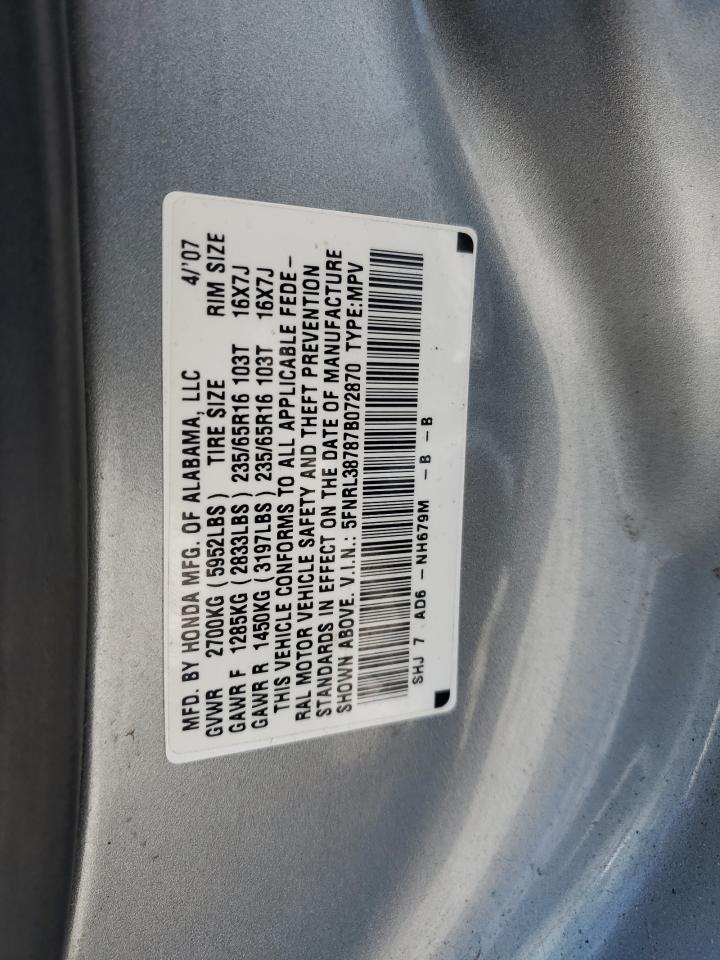 MFD. BY HONDA MFG. OF ALABAMA, LLC 4/'07
GVWR 2700KG (5952LBS) TIRE SIZE RIM SIZE
GAWR F 1285KG (2833LBS) 235/65R16 103T 16X7J
GAWR R 1450KG (3197LBS) 235/65R16 103T 16X7J
THIS VEHICLE CONFORMS TO ALL APPLICABLE FEDE-
RAL MOTOR VEHICLE SAFETY AND THEFT PREVENTION
STANDARDS IN EFFECT ON THE DATE OF MANUFACTURE
SHOWN ABOVE. V.I.N.: 5FNRL38787B072870 TYPE:MPV
SHJ 7 AD6 -NH679M -B -B